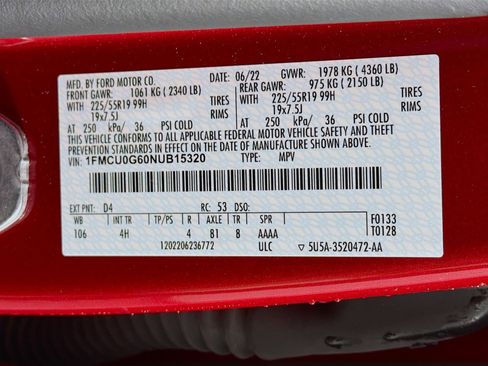 MFD. BY FORD MOTOR CO.
DATE: 06/22 GVWR: 1978 KG (4360 LB)
FRONT GAWR: 1061 KG (2340 LB) REAR GAWR: 975 KG (2150 LB)
WITH 225/55R19 99H TIRES WITH 225/55R19 99H TIRES
19x7.5J RIMS 19x7.5J RIMS
AT 250 kPa/ 36 PSI COLD AT 250 kPa/ 36 PSI COLD
THIS VEHICLE CONFORMS TO ALL APPLICABLE FEDERAL MOTOR VEHICLE SAFETY, BUMPER,
AND THEFT PREVENTION STANDARDS IN EFFECT ON THE DATE OF MANUFACTURE SHOWN ABOVE.
VIN: 1FMCU0G60NUB15320 TYPE: MPV
EXT PNT: D4 RC: 53 DSO:
WB INT TR TP/PS R AXLE TR SPR F0133
106 4H 4 B1 8 AAAA T0128
1202206236772 ULC 5U5A-3520472-AA